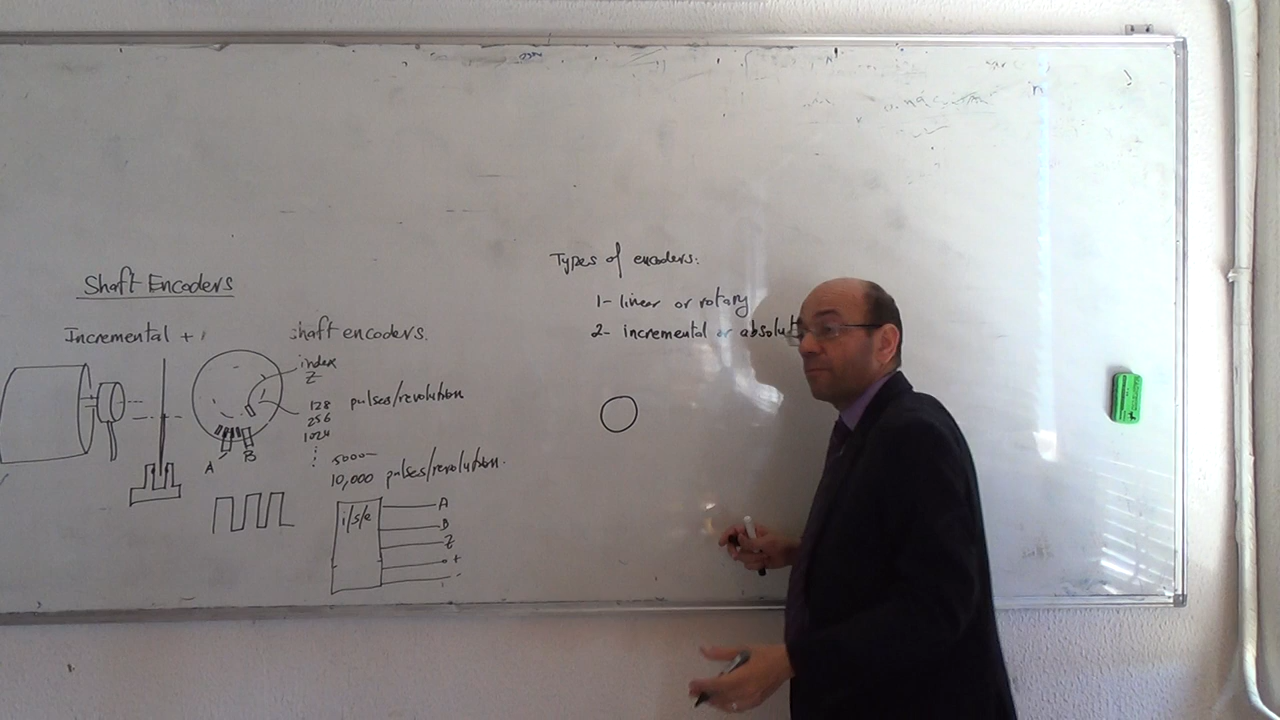 Shaft Encoders
Incremental + shaft encoders.
index
Z
128 pulses/revolution
256
1024
5000
10,000 pulses/revolution.
A B
i/s/e
A
B
Z
+
-
Types of encoders:
1- linear or rotary
2- incremental or absolut